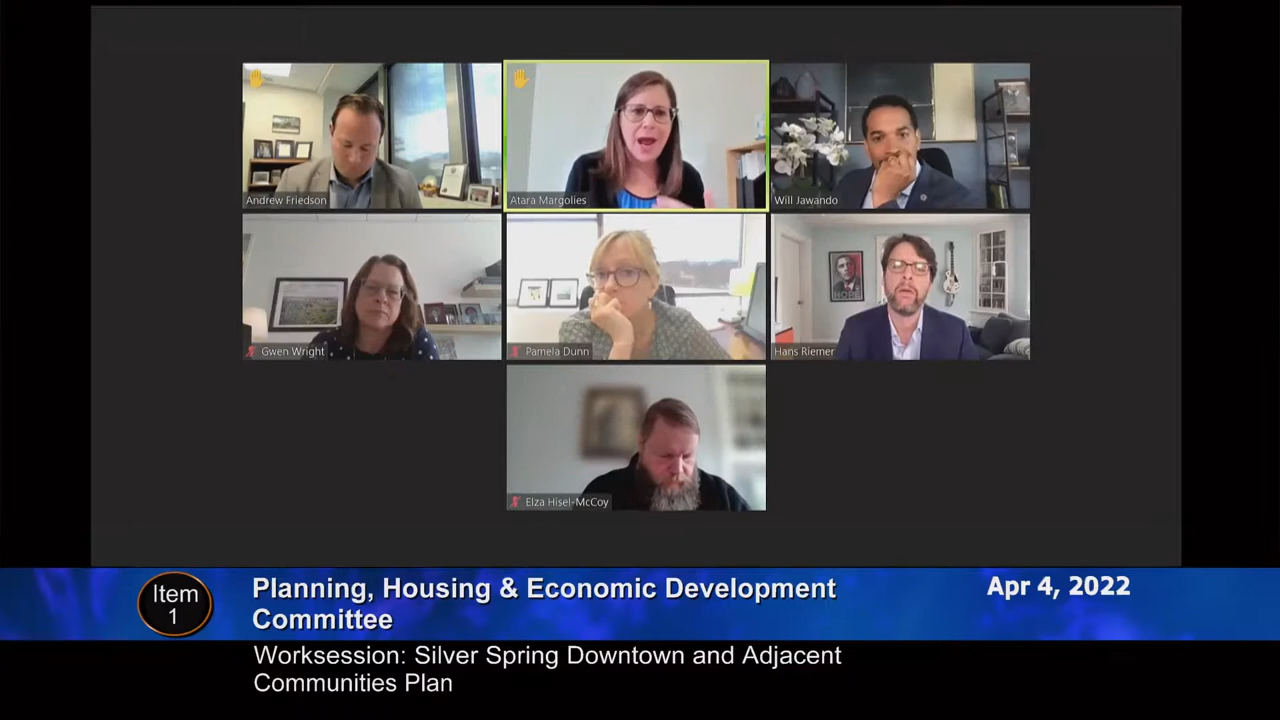 Andrew Friedson
Atara Margolies
Will Jawando
HOPE
Gwen Wright
Pamela Dunn
Hans Riemer
Elza Hisel-McCoy
Item
1
Planning, Housing & Economic Development
Committee
Apr 4, 2022
Worksession: Silver Spring Downtown and Adjacent
Communities Plan